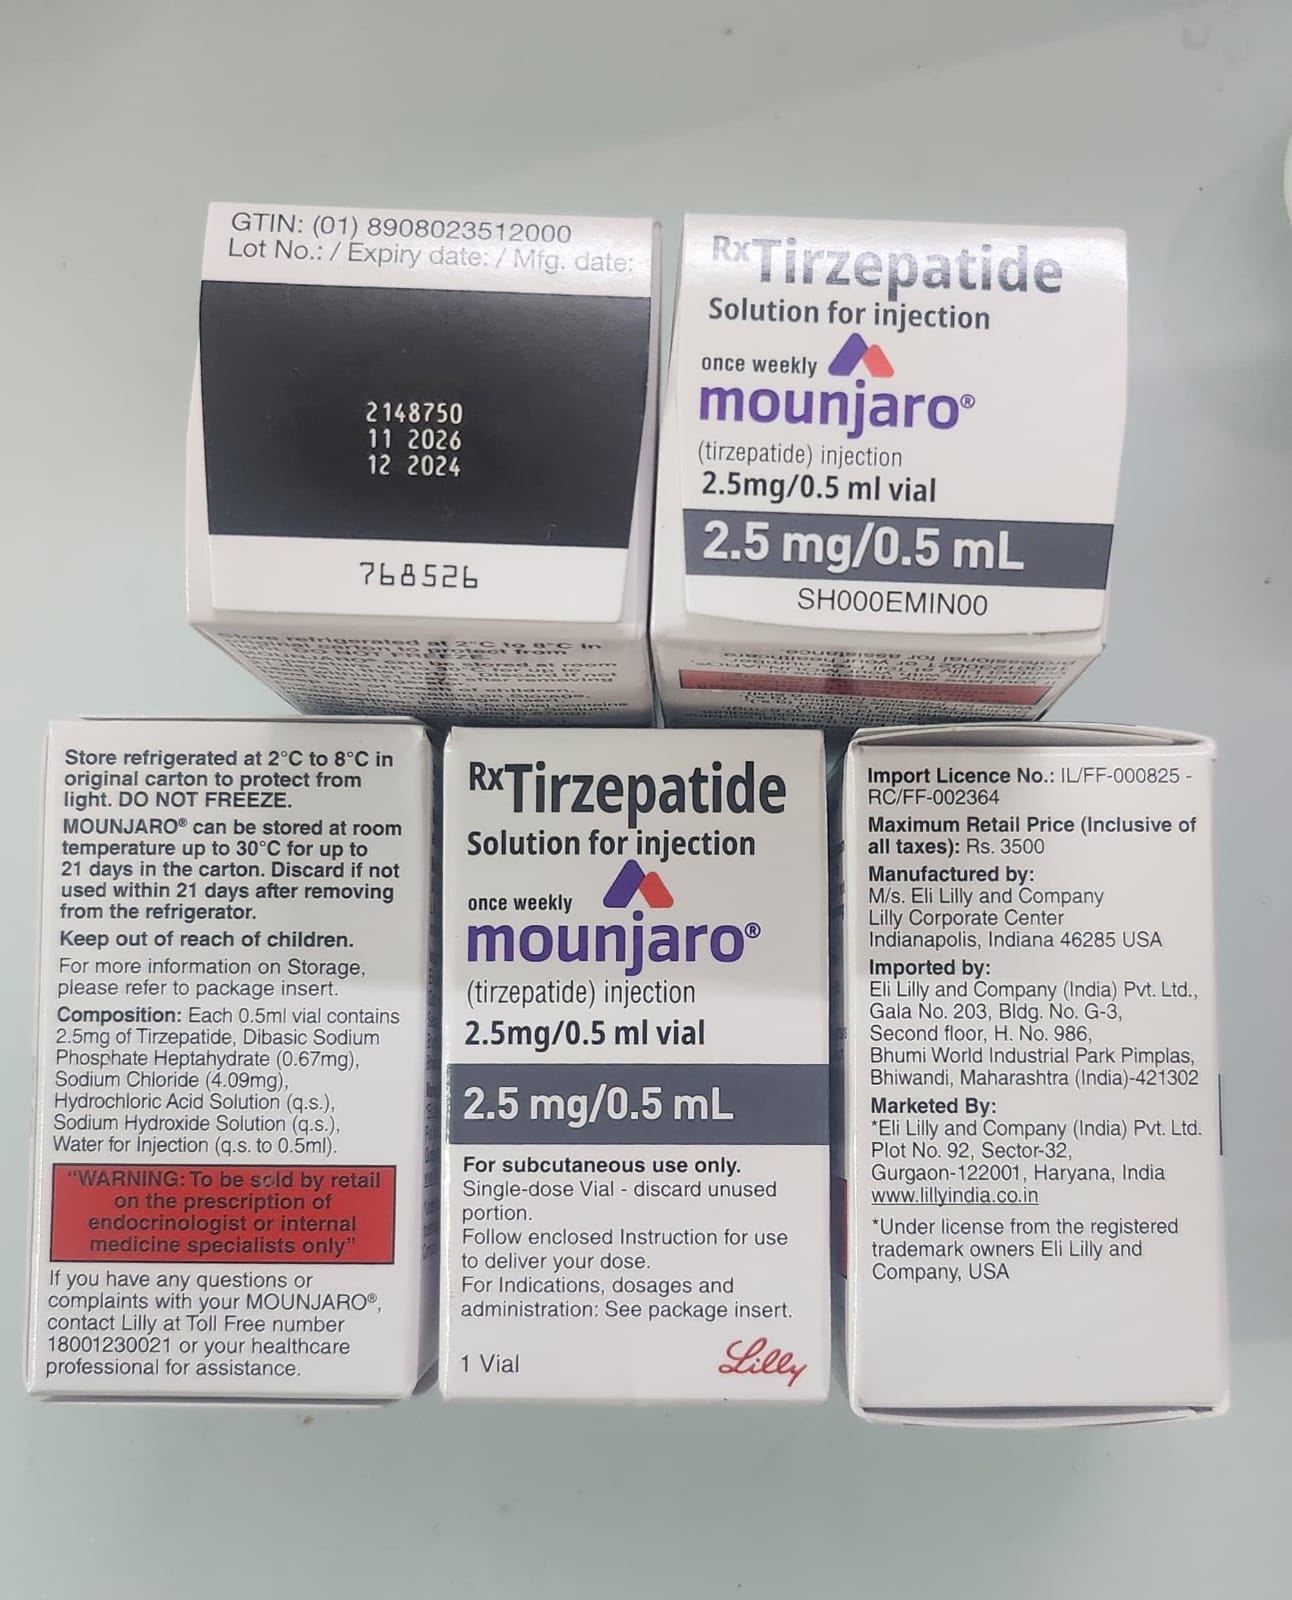 GTIN: (01) 8908023512000
Lot No.: / Expiry date: / Mfg. date:
2148750
11 2026
12 2024
768526
Store refrigerated at 2°C to 8°C in
RxTirzepatide
Solution for injection
once weekly
mounjaro®
(tirzepatide) injection
2.5mg/0.5 ml vial
2.5 mg/0.5 mL
SH000EMIN00
Store refrigerated at 2°C to 8°C in
original carton to protect from
light. DO NOT FREEZE.
MOUNJARO® can be stored at room
temperature up to 30°C for up to
21 days in the carton. Discard if not
used within 21 days after removing
from the refrigerator.
Keep out of reach of children.
For more information on Storage,
please refer to package insert.
Composition: Each 0.5ml vial contains
2.5mg of Tirzepatide, Dibasic Sodium
Phosphate Heptahydrate (0.67mg),
Sodium Chloride (4.09mg),
Hydrochloric Acid Solution (q.s.),
Sodium Hydroxide Solution (q.s.),
Water for Injection (q.s. to 0.5ml).
"WARNING: To be sold by retail
on the prescription of
endocrinologist or internal
medicine specialists only"
If you have any questions or
complaints with your MOUNJARO®,
contact Lilly at Toll Free number
18001230021 or your healthcare
professional for assistance.
RxTirzepatide
Solution for injection
once weekly
mounjaro®
(tirzepatide) injection
2.5mg/0.5 ml vial
2.5 mg/0.5 mL
For subcutaneous use only.
Single-dose Vial - discard unused
portion.
Follow enclosed Instruction for use
to deliver your dose.
For Indications, dosages and
administration: See package insert.
1 Vial
Lilly
Import Licence No.: IL/FF-000825 -
RC/FF-002364
Maximum Retail Price (Inclusive of
all taxes): Rs. 3500
Manufactured by:
M/s. Eli Lilly and Company
Lilly Corporate Center
Indianapolis, Indiana 46285 USA
Imported by:
Eli Lilly and Company (India) Pvt. Ltd.,
Gala No. 203, Bldg. No. G-3,
Second floor, H. No. 986,
Bhumi World Industrial Park Pimplas,
Bhiwandi, Maharashtra (India)-421302
Marketed By:
*Eli Lilly and Company (India) Pvt. Ltd.
Plot No. 92, Sector-32,
Gurgaon-122001, Haryana, India
www.lillyindia.co.in
*Under license from the registered
trademark owners Eli Lilly and
Company, USA